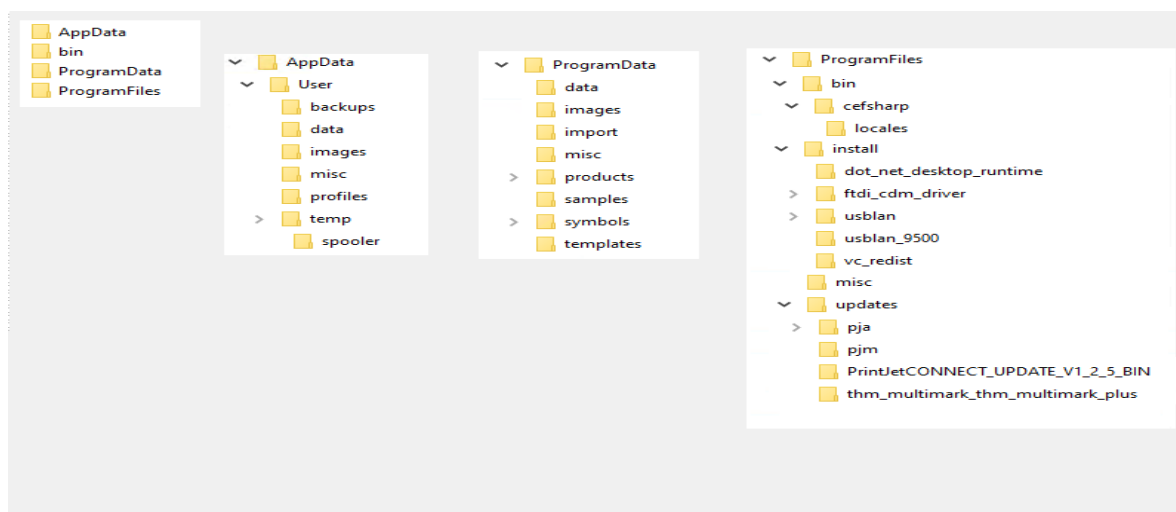 AppData
bin
ProgramData
ProgramFiles
AppData
User
backups
data
images
misc
profiles
temp
spooler
ProgramData
data
images
import
misc
products
samples
symbols
templates
ProgramFiles
bin
cefsharp
locales
install
dot_net_desktop_runtime
ftdi_cdm_driver
usblan
usblan_9500
vc_redist
misc
updates
pja
pjm
PrintJetCONNECT_UPDATE_V1_2_5_BIN
thm_multimark_thm_multimark_plus